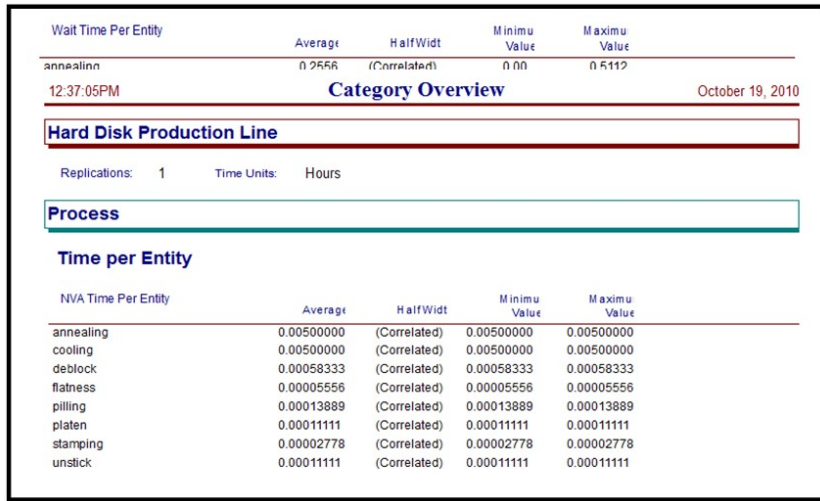 Wait Time Per Entity Average HalfWidt Minimu Value Maximu Value
annealing 0.2556 (Correlated) 0.00 0.5112
12:37:05PM Category Overview October 19, 2010
Hard Disk Production Line
Replications: 1 Time Units: Hours
Process
Time per Entity
NVA Time Per Entity Average HalfWidt Minimu Value Maximu Value
annealing 0.00500000 (Correlated) 0.00500000 0.00500000
cooling 0.00500000 (Correlated) 0.00500000 0.00500000
deblock 0.00058333 (Correlated) 0.00058333 0.00058333
flatness 0.00005556 (Correlated) 0.00005556 0.00005556
pilling 0.00013889 (Correlated) 0.00013889 0.00013889
platen 0.00011111 (Correlated) 0.00011111 0.00011111
stamping 0.00002778 (Correlated) 0.00002778 0.00002778
unstick 0.00011111 (Correlated) 0.00011111 0.00011111